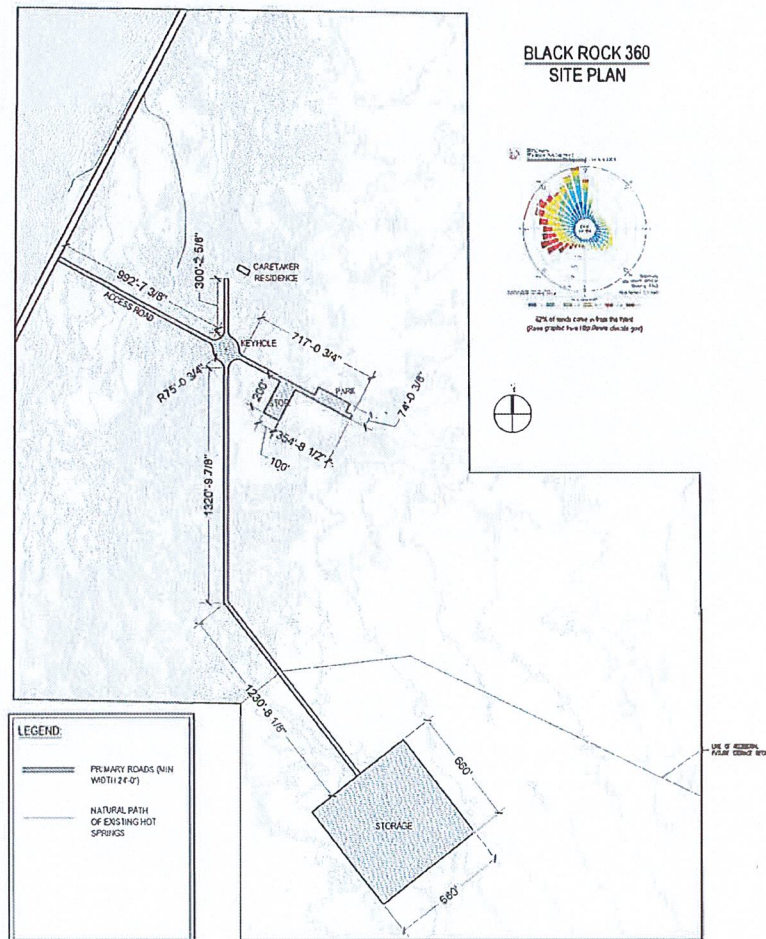 BLACK ROCK 360
SITE PLAN
992'-7 3/8"
ACCESS ROAD
300'-2 5/8"
CARETAKER
RESIDENCE
KEYHOLE
717'-0 3/4"
R75'-0 3/4"
200'
STOR
PARK
74'-0 3/8"
354'-8 1/2"
100'
1320'-9 7/8"
1230'-8 1/8"
660'
STORAGE
660'
LEGEND:
PRIMARY ROADS (MIN
WIDTH 24'-0")
NATURAL PATH
OF EXISTING HOT
SPRINGS